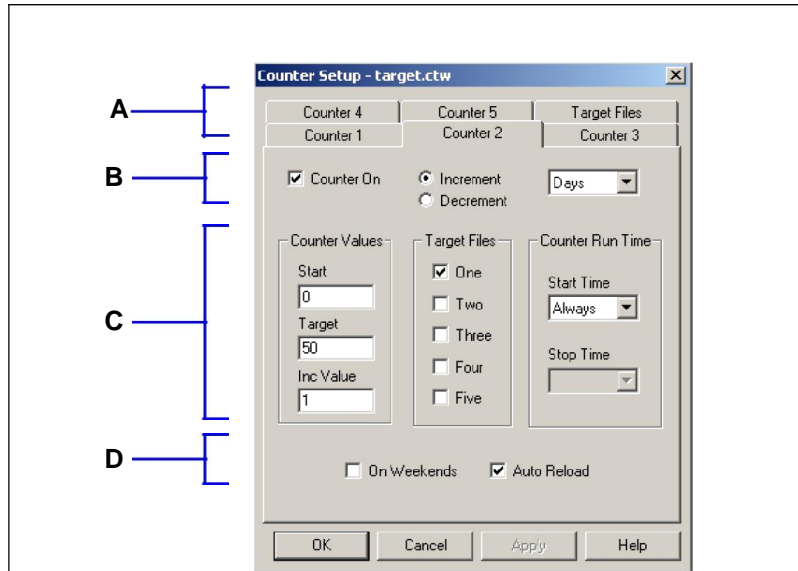 Counter Setup - target.ctw
A
Counter 4 Counter 5 Target Files
Counter 1 Counter 2 Counter 3
B
Counter On Increment Days
Decrement
C
Counter Values Target Files Counter Run Time
Start One Start Time
0 Two Always
Target Three Stop Time
50 Four
Inc Value Five
1
D
On Weekends Auto Reload
OK Cancel Apply Help